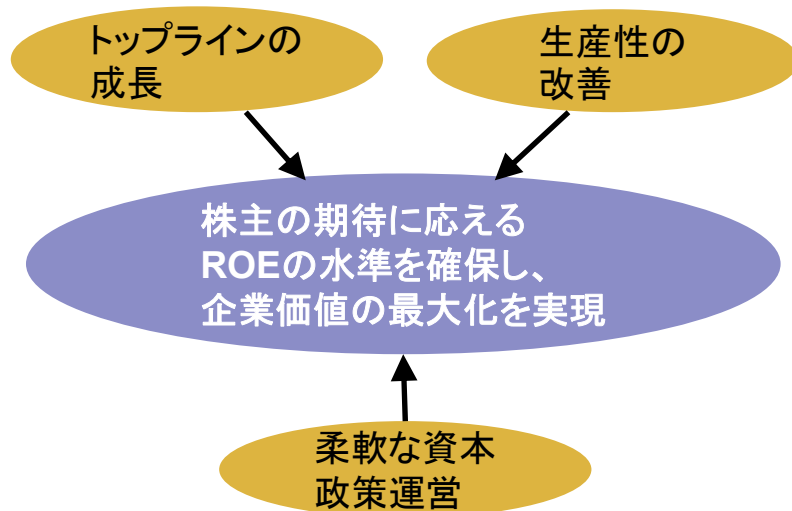 トップラインの
成長
生産性の
改善
株主の期待に応える
ROEの水準を確保し、
企業価値の最大化を実現
柔軟な資本
政策運営